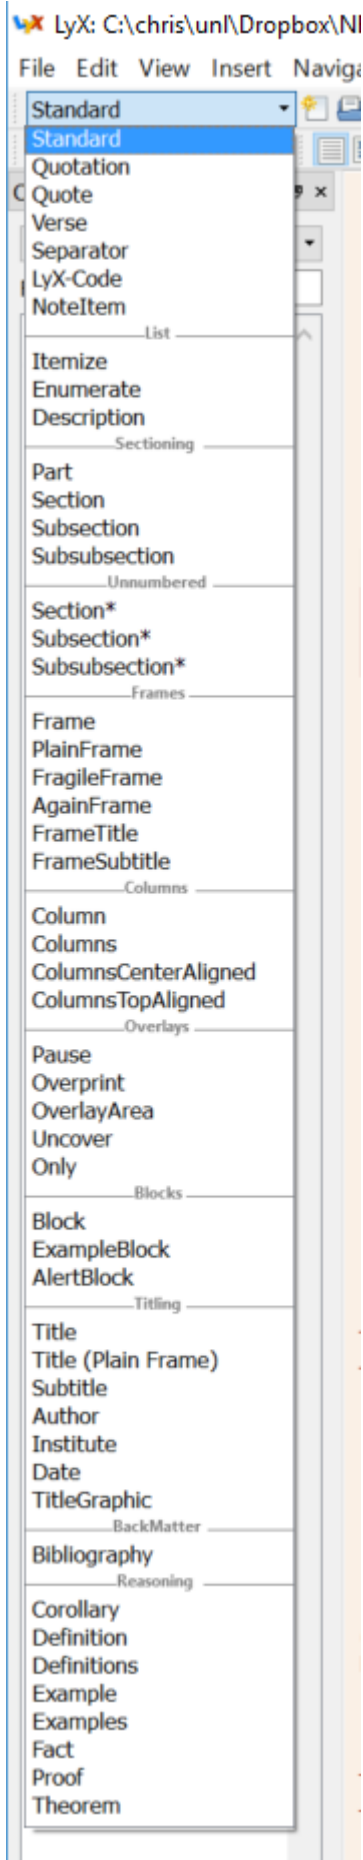 LyX: C:\chris\unl\Dropbox\N
File Edit View Insert Naviga
Standard
Standard
Quotation
Quote
Verse
Separator
LyX-Code
NoteItem
List
Itemize
Enumerate
Description
Sectioning
Part
Section
Subsection
Subsubsection
Unnumbered
Section*
Subsection*
Subsubsection*
Frames
Frame
PlainFrame
FragileFrame
AgainFrame
FrameTitle
FrameSubtitle
Columns
Column
Columns
ColumnsCenterAligned
ColumnsTopAligned
Overlays
Pause
Overprint
OverlayArea
Uncover
Only
Blocks
Block
ExampleBlock
AlertBlock
Titling
Title
Title (Plain Frame)
Subtitle
Author
Institute
Date
TitleGraphic
BackMatter
Bibliography
Reasoning
Corollary
Definition
Definitions
Example
Examples
Fact
Proof
Theorem